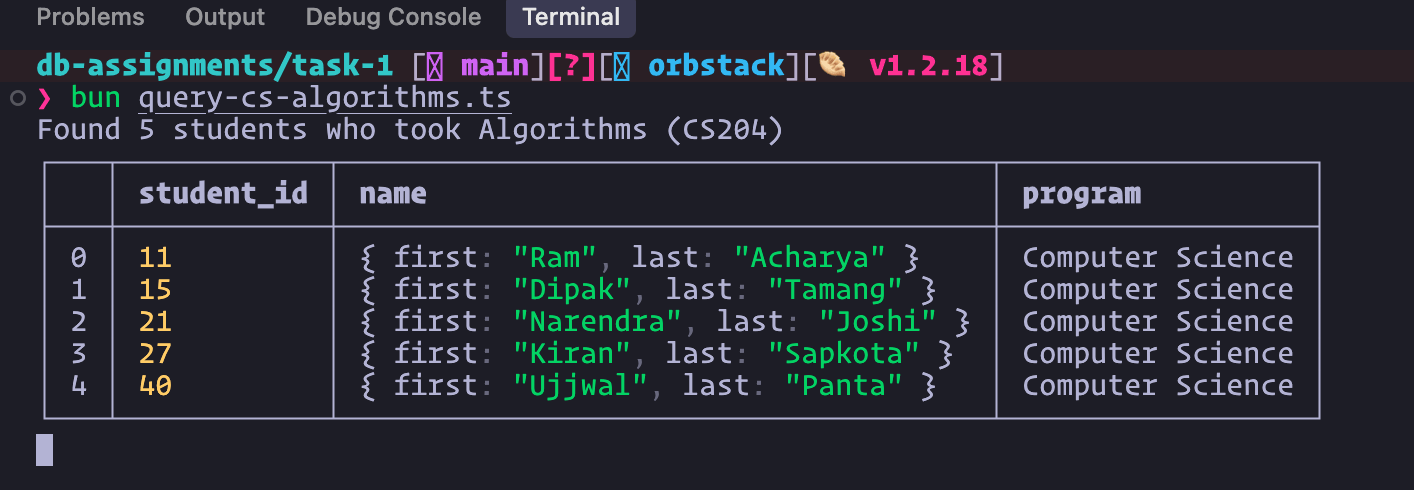 Problems Output Debug Console Terminal
db-assignments/task-1 [ main][?][ orbstack][🥟 v1.2.18]
❯ bun query-cs-algorithms.ts
Found 5 students who took Algorithms (CS204)
student_id name program
0 11 { first: "Ram", last: "Acharya" } Computer Science
1 15 { first: "Dipak", last: "Tamang" } Computer Science
2 21 { first: "Narendra", last: "Joshi" } Computer Science
3 27 { first: "Kiran", last: "Sapkota" } Computer Science
4 40 { first: "Ujjwal", last: "Panta" } Computer Science